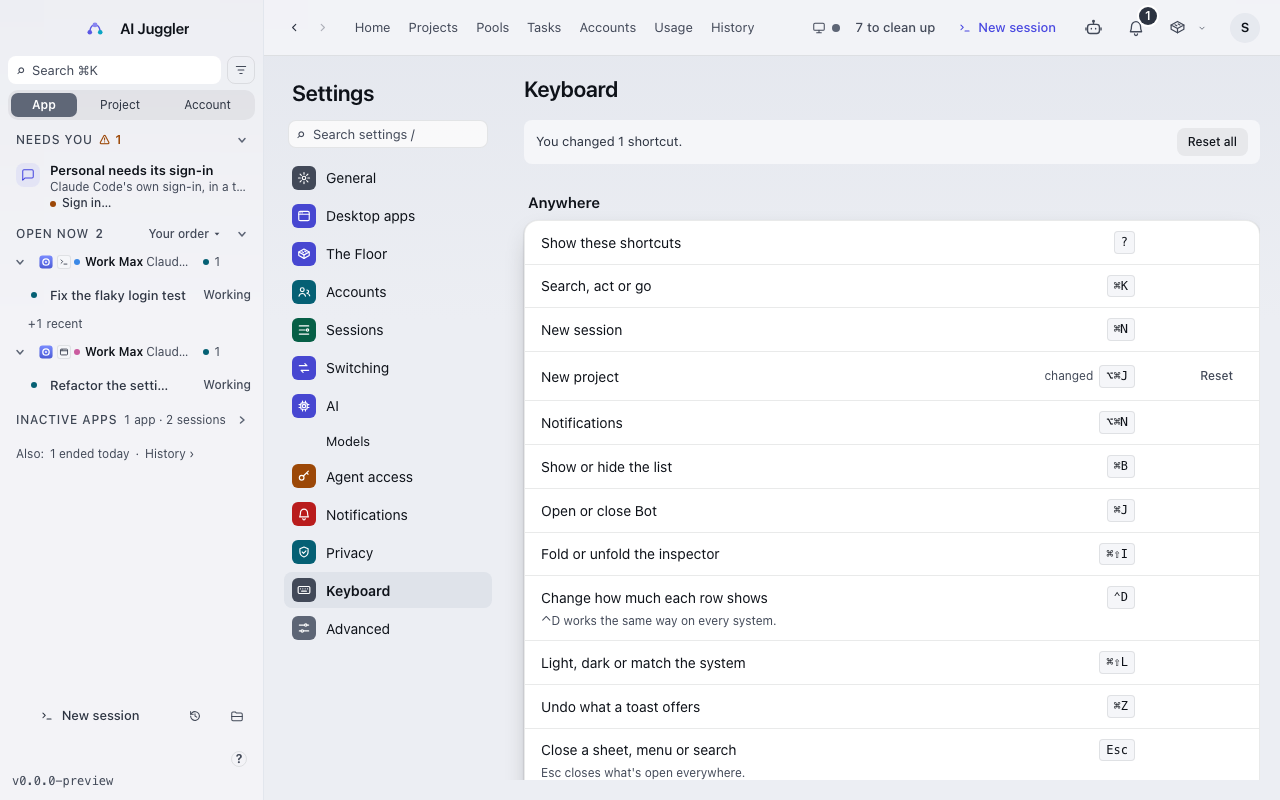 AI Juggler
Search ⌘K
App
Project
Account
NEEDS YOU 1
Personal needs its sign-in
Claude Code's own sign-in, in a t...
Sign in...
OPEN NOW 2
Your order
Work Max Claud...
1
Fix the flaky login test
Working
+1 recent
Work Max Claud...
1
Refactor the setti...
Working
INACTIVE APPS 1 app · 2 sessions
Also: 1 ended today · History ›
New session
?
v0.0.0-preview
Home
Projects
Pools
Tasks
Accounts
Usage
History
7 to clean up
New session
1
S
Settings
Search settings /
General
Desktop apps
The Floor
Accounts
Sessions
Switching
AI
Models
Agent access
Notifications
Privacy
Keyboard
Advanced
Keyboard
You changed 1 shortcut.
Reset all
Anywhere
Show these shortcuts
?
Search, act or go
⌘K
New session
⌘N
New project
changed ⌥⌘J
Reset
Notifications
⌥⌘N
Show or hide the list
⌘B
Open or close Bot
⌘J
Fold or unfold the inspector
⌘⇧I
Change how much each row shows
⌃D
⌃D works the same way on every system.
Light, dark or match the system
⌘⇧L
Undo what a toast offers
⌘Z
Close a sheet, menu or search
Esc
Esc closes what's open everywhere.